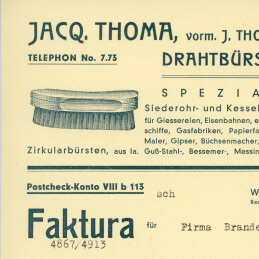 JACQ. THOMA, vorm. J. THO
TELEPHON No. 7.73
DRAHTBÜRS
SPEZIA
Siederohr- und Kessel
für Giessereien, Eisenbahnen, e
schiffe, Gasfabriken, Papierfa
Maler, Gipser, Büchsenmacher,
Zirkularbürsten, aus Ia. Guß-Stahl-, Bessemer-, Messin
Postcheck-Konto VIII b 113
sch
W
Faktura für Firma Brande
4867/4913